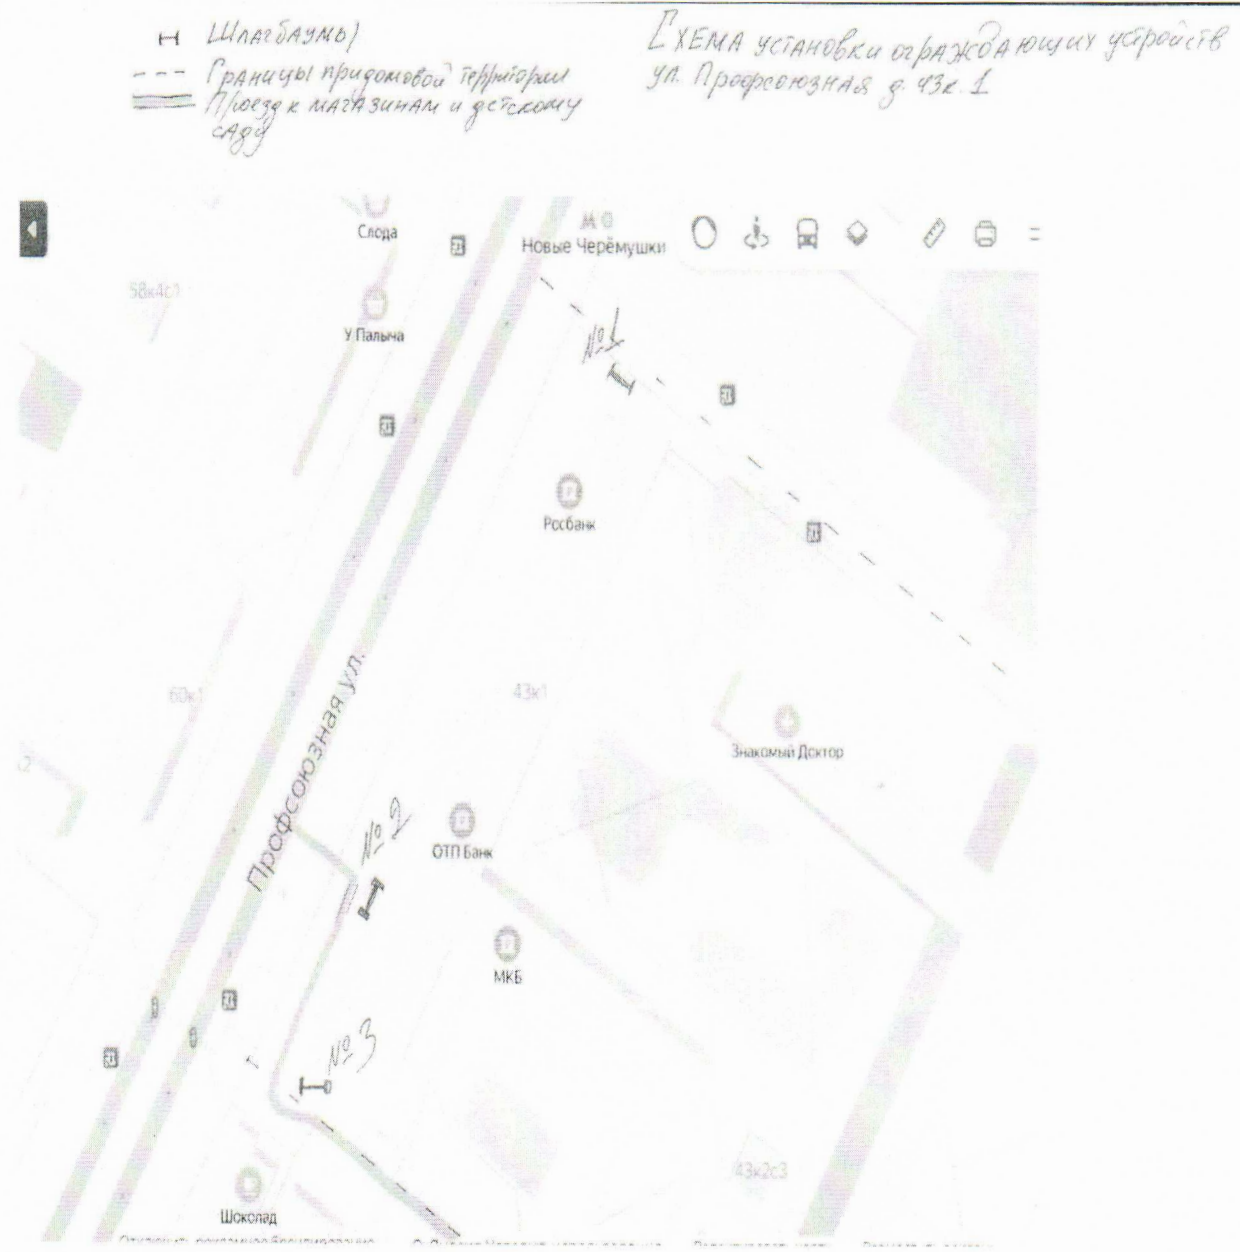 Шлагбаумы
Границы придомовой территории
Проезд к магазинам и детскому
саду
Схема установки ограждающих устройств
ул. Профсоюзная д. 43к. 1
Слода
Новые Черёмушки
58к4с1
У Палыча
№1
Росбанк
60к1
43к1
Знакомый Доктор
Профсоюзная ул.
№2
ОТП Банк
МКБ
№3
43к2с3
Шоколад